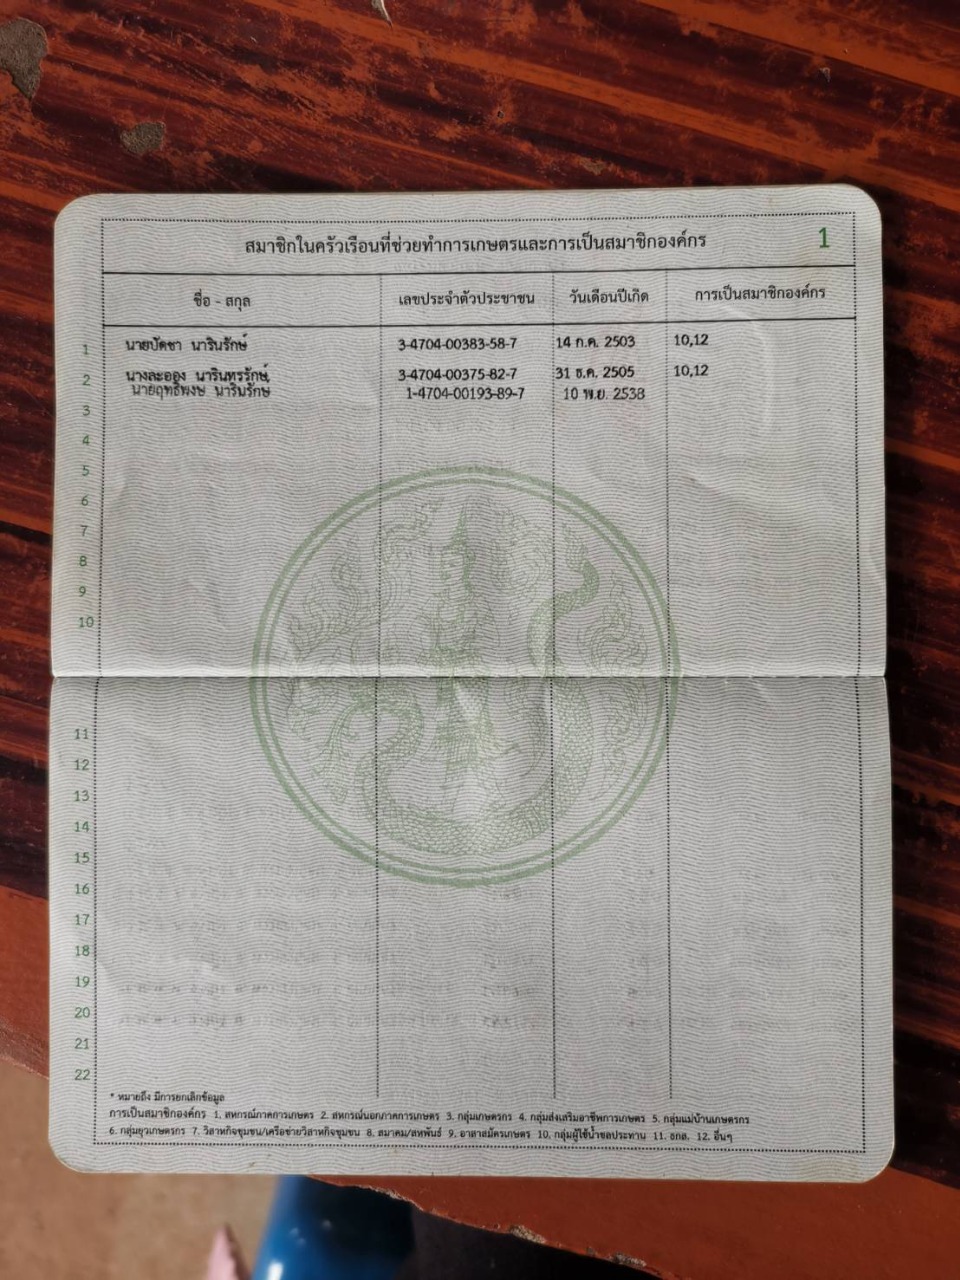 สมาชิกในครัวเรือนที่ช่วยทำการเกษตรและการเป็นสมาชิกองค์กร 1
ชื่อ - สกุล เลขประจำตัวประชาชน วันเดือนปีเกิด การเป็นสมาชิกองค์กร
1 นายบัดชา นารินรักษ์ 3-4704-00383-58-7 14 ก.ค. 2503 10,12
2 นางละออง นารินทรรักษ์ 3-4704-00375-82-7 31 ธ.ค. 2505 10,12
นายฤทธิพงษ์ นารินรักษ์ 1-4704-00193-89-7 10 พ.ย. 2538
3
4
5
6
7
8
9
10
11
12
13
14
15
16
17
18
19
20
21
22
* หมายถึง มีการยกเลิกข้อมูล
การเป็นสมาชิกองค์กร 1. สหกรณ์ภาคการเกษตร 2. สหกรณ์นอกภาคการเกษตร 3. กลุ่มเกษตรกร 4. กลุ่มส่งเสริมอาชีพการเกษตร 5. กลุ่มแม่บ้านเกษตรกร
6. กลุ่มยุวเกษตรกร 7. วิสาหกิจชุมชน/เครือข่ายวิสาหกิจชุมชน 8. สมาคม/สหพันธ์ 9. อาสาสมัครเกษตร 10. กลุ่มผู้ใช้น้ำชลประทาน 11. ธกส. 12. อื่นๆ